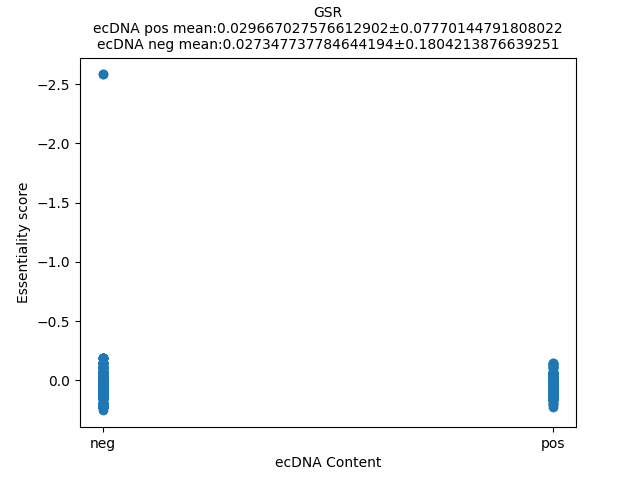 GSR
ecDNA pos mean:0.029667027576612902±0.07770144791808022
ecDNA neg mean:0.027347737784644194±0.1804213876639251
−2.5
−2.0
−1.5
−1.0
−0.5
0.0
Essentiality score
neg
pos
ecDNA Content